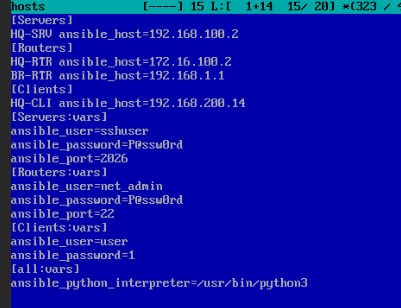 hosts [----] 15 L:[ 1+14 15/ 20] *(323 / 4
[Servers]
HQ-SRV ansible_host=192.168.100.2
[Routers]
HQ-RTR ansible_host=172.16.100.2
BR-RTR ansible_host=192.168.1.1
[Clients]
HQ-CLI ansible_host=192.168.200.14
[Servers:vars]
ansible_user=sshuser
ansible_password=P@ssw0rd
ansible_port=2026
[Routers:vars]
ansible_user=net_admin
ansible_password=P@ssw0rd
ansible_port=22
[Clients:vars]
ansible_user=user
ansible_password=1
[all:vars]
ansible_python_interpreter=/usr/bin/python3